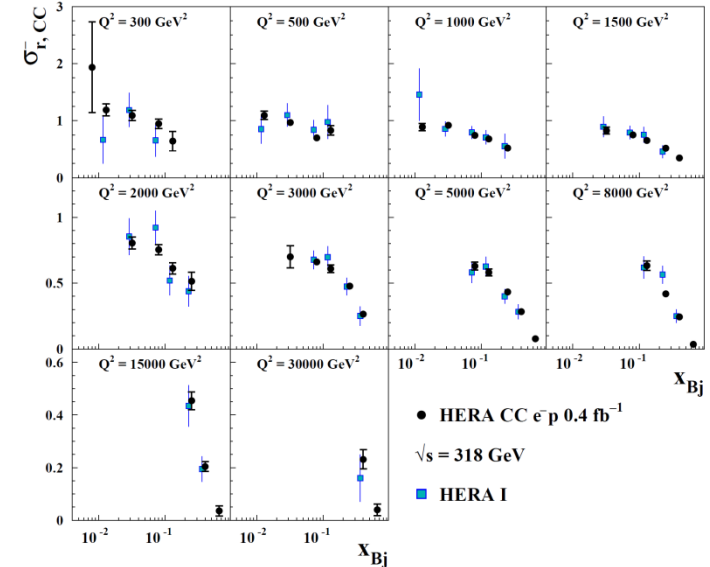 σ⁻r, CC
Q² = 300 GeV² Q² = 500 GeV² Q² = 1000 GeV² Q² = 1500 GeV²
3
2
1
0
Q² = 2000 GeV² Q² = 3000 GeV² Q² = 5000 GeV² Q² = 8000 GeV²
1
0.5
0
Q² = 15000 GeV² Q² = 30000 GeV²
0.6
0.4
0.2
0
10⁻² 10⁻¹ 10⁻² 10⁻¹
x_Bj
10⁻² 10⁻¹ 10⁻² 10⁻¹
x_Bj
HERA CC e⁻p 0.4 fb⁻¹
√s = 318 GeV
HERA I